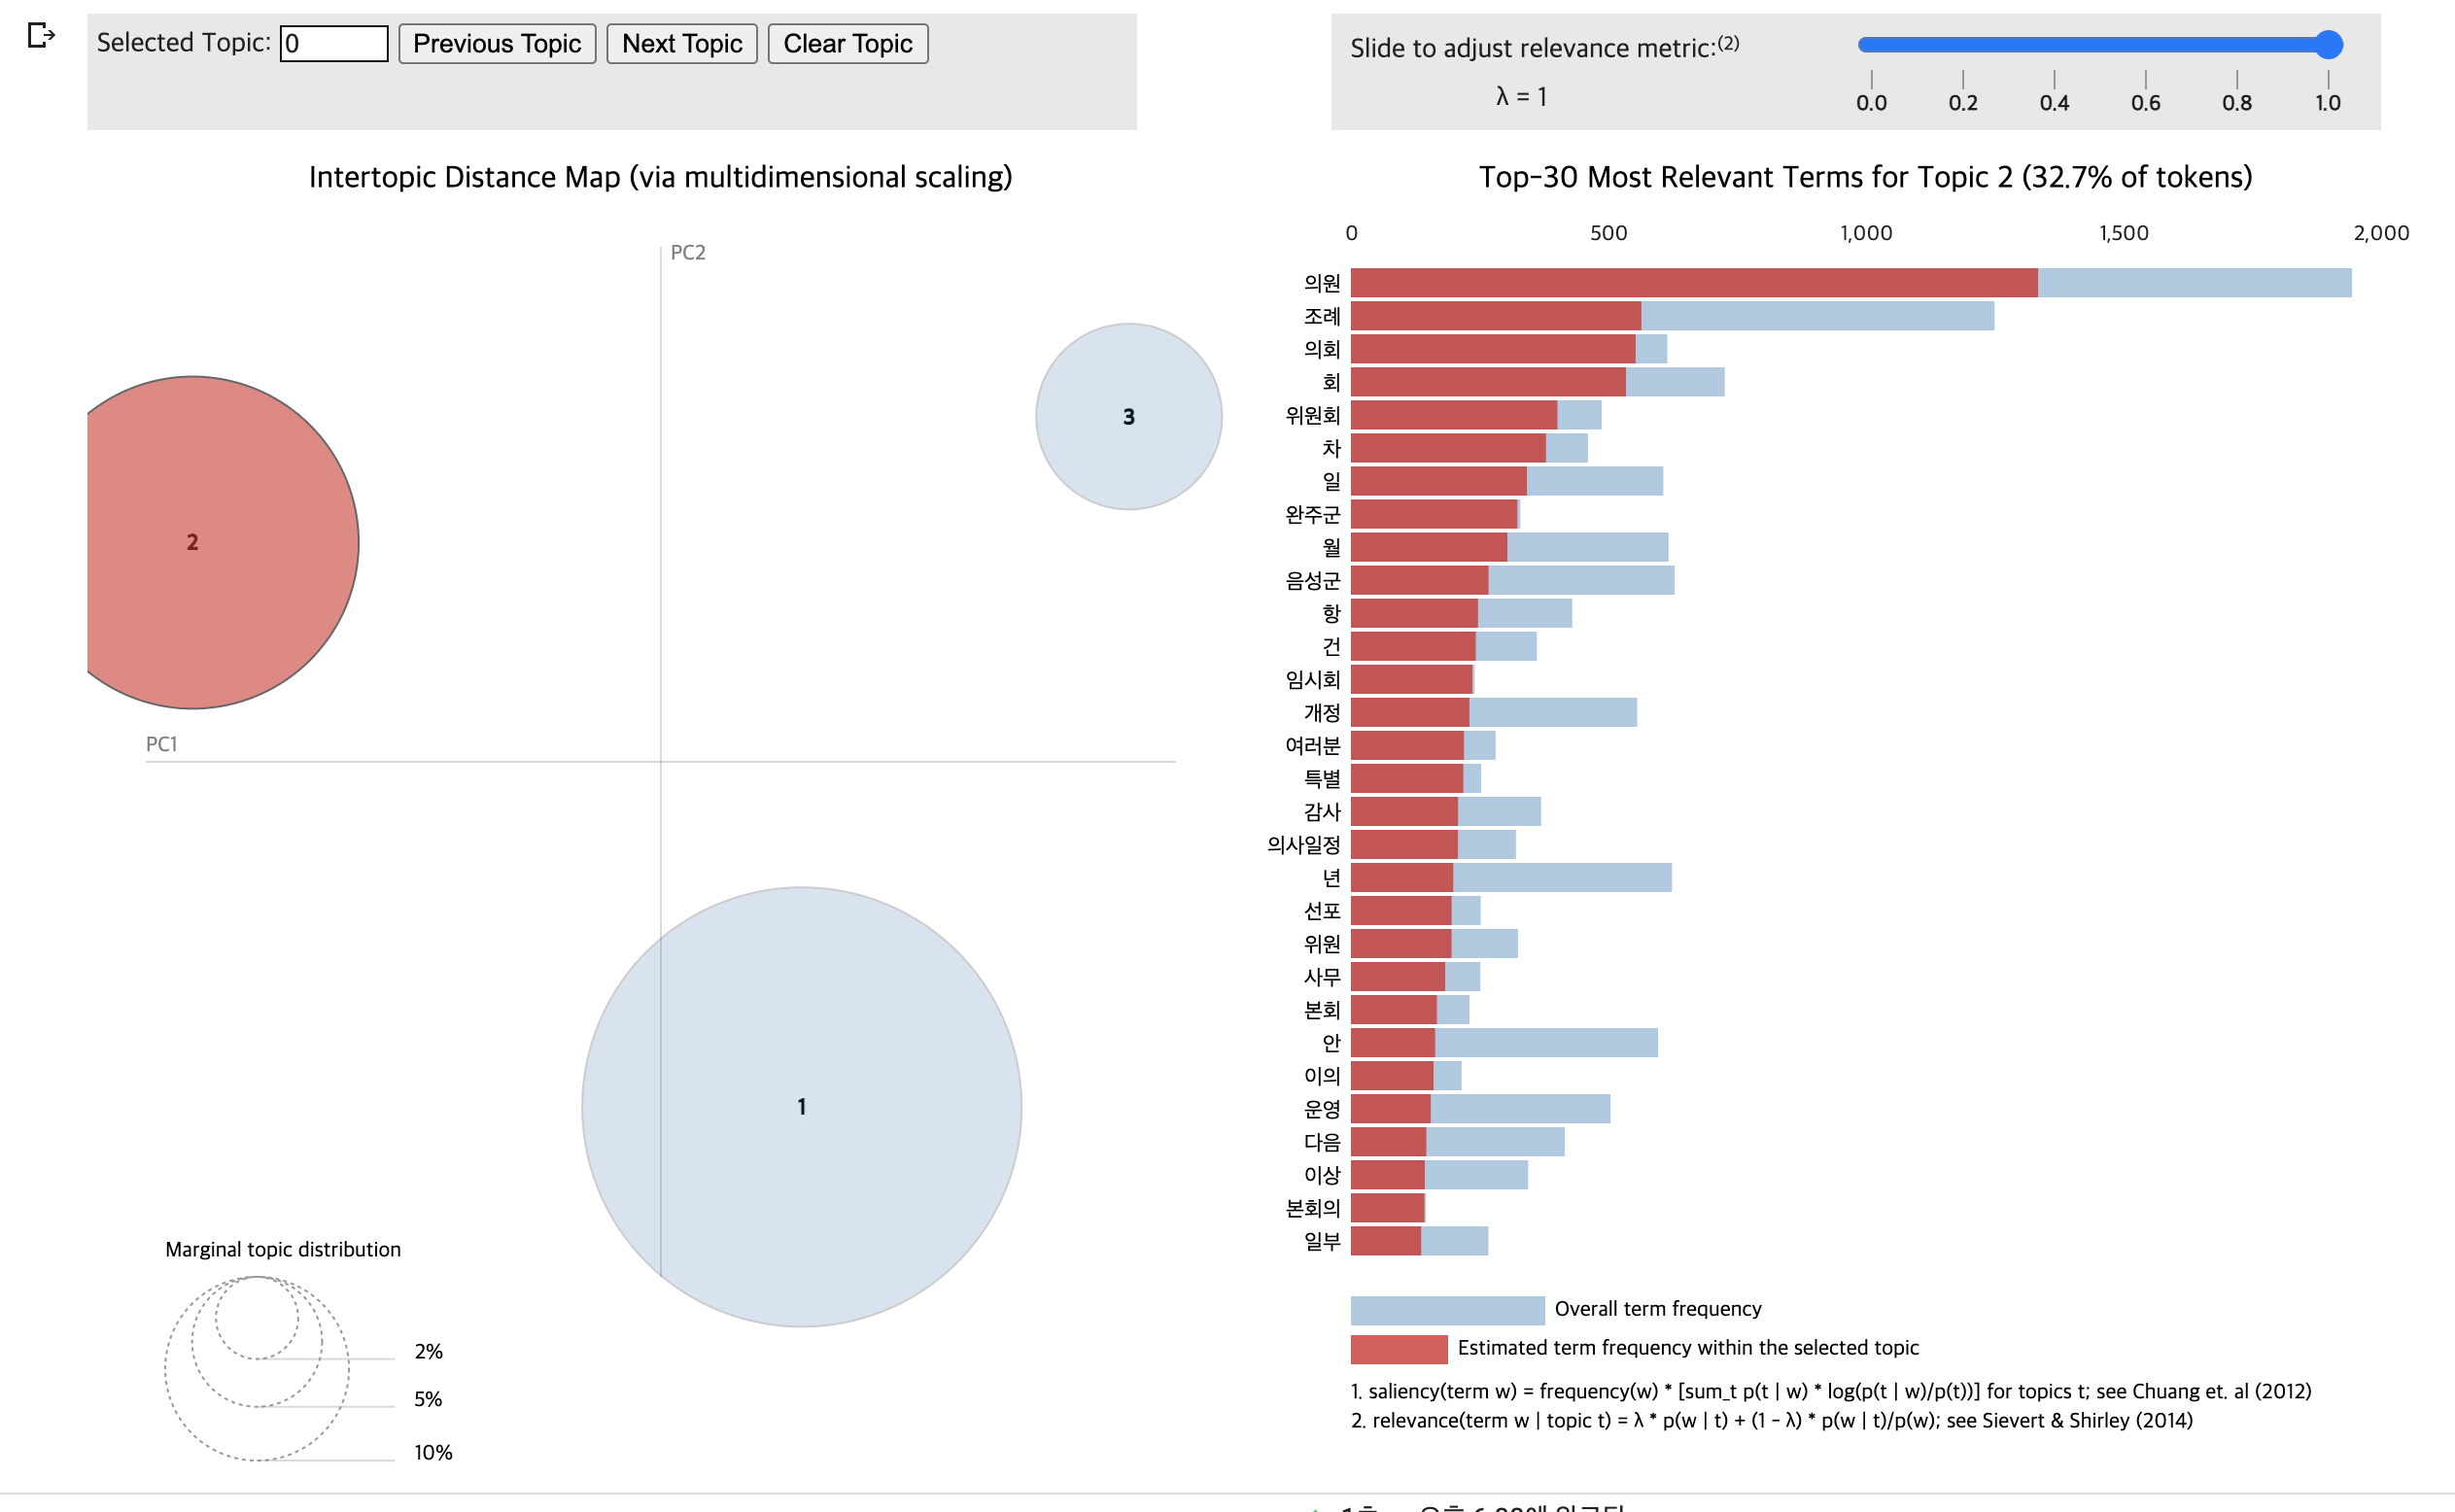 Selected Topic: 0 Previous Topic Next Topic Clear Topic
Slide to adjust relevance metric:(2)
λ = 1
0.0 0.2 0.4 0.6 0.8 1.0
Intertopic Distance Map (via multidimensional scaling)
PC2
3
2
PC1
1
Marginal topic distribution
2%
5%
10%
Top-30 Most Relevant Terms for Topic 2 (32.7% of tokens)
0 500 1,000 1,500 2,000
의원
조례
의회
회
위원회
차
일
완주군
월
음성군
항
건
임시회
개정
여러분
특별
감사
의사일정
년
선포
위원
사무
본회
안
이의
운영
다음
이상
본회의
일부
Overall term frequency
Estimated term frequency within the selected topic
1. saliency(term w) = frequency(w) * [sum_t p(t | w) * log(p(t | w)/p(t))] for topics t; see Chuang et. al (2012)
2. relevance(term w | topic t) = λ * p(w | t) + (1 - λ) * p(w | t)/p(w); see Sievert & Shirley (2014)